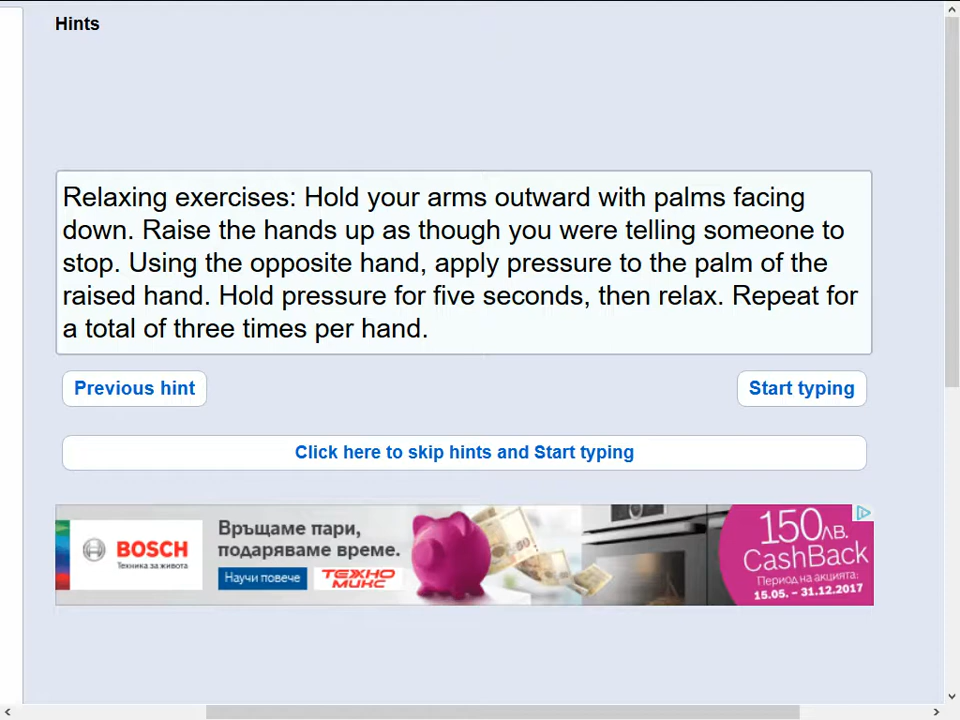 Hints
Relaxing exercises: Hold your arms outward with palms facing
down. Raise the hands up as though you were telling someone to
stop. Using the opposite hand, apply pressure to the palm of the
raised hand. Hold pressure for five seconds, then relax. Repeat for
a total of three times per hand.
Previous hint
Start typing
Click here to skip hints and Start typing
BOSCH
Техника за живота
Връщаме пари,
подаряваме време.
Научи повече
ТЕХНО
МИКС
150ЛВ.
CashBack
Период на акцията:
15.05. – 31.12.2017